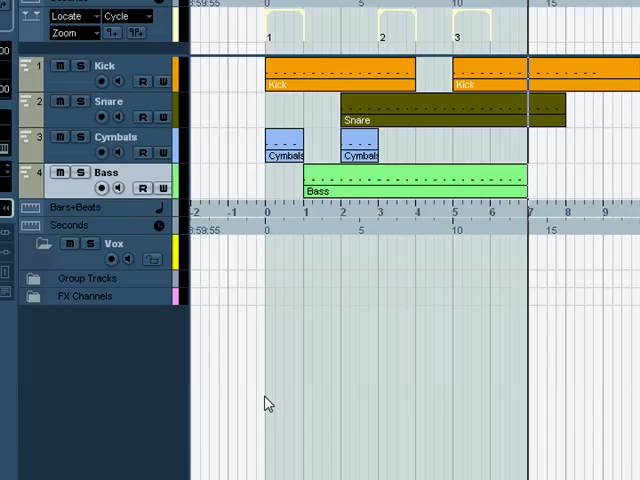 3:59:55 0 5 10 15
Locate Cycle
Zoom
1 2 3
1 Kick
R W
M S
Kick Kick
2 Snare
M S
R W
Snare
3 Cymbals
M S
R W
Cymbals Cymbals
4 Bass
M S
R W
Bass
Bars+Beats
-2 -1 0 1 2 3 4 5 6 7 8 9
Seconds
3:59:55 0 5 10 15
M S Vox
Group Tracks
FX Channels